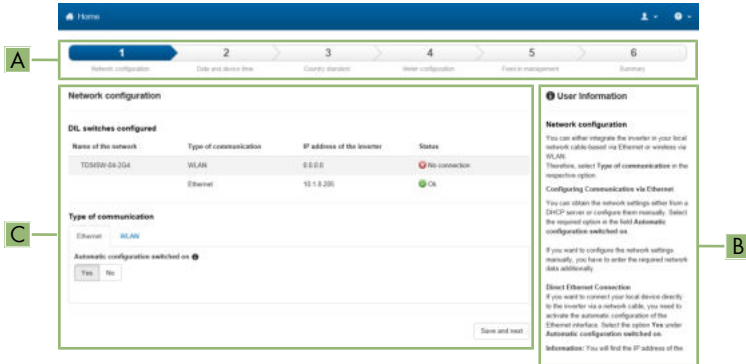 Home
A
1 2 3 4 5 6
Network configuration Date and device time Country standard Meter configuration Feed-in management Summary
Network configuration
DIL switches configured
Name of the network Type of communication IP address of the inverter Status
WLAN 0.0.0.0 No connection
Ethernet 10.1.8.206 Ok
Type of communication
C
Ethernet WLAN
Automatic configuration switched on
Yes No
Save and next
User Information
Network configuration
You can either integrate the inverter in your local
network cable-based via Ethernet or wireless via
WLAN.
Therefore, select Type of communication in the
respective option.
Configuring Communication via Ethernet
You can obtain the network settings either from a
DHCP server or configure them manually. Select
the required option in the field Automatic
configuration switched on.
B
If you want to configure the network settings
manually, you have to enter the required network
data additionally.
Direct Ethernet Connection
If you want to connect your local device directly
to the inverter via a network cable, you need to
activate the automatic configuration of the
Ethernet interface. Select the option Yes under
Automatic configuration switched on.
Information: You will find the IP address of the